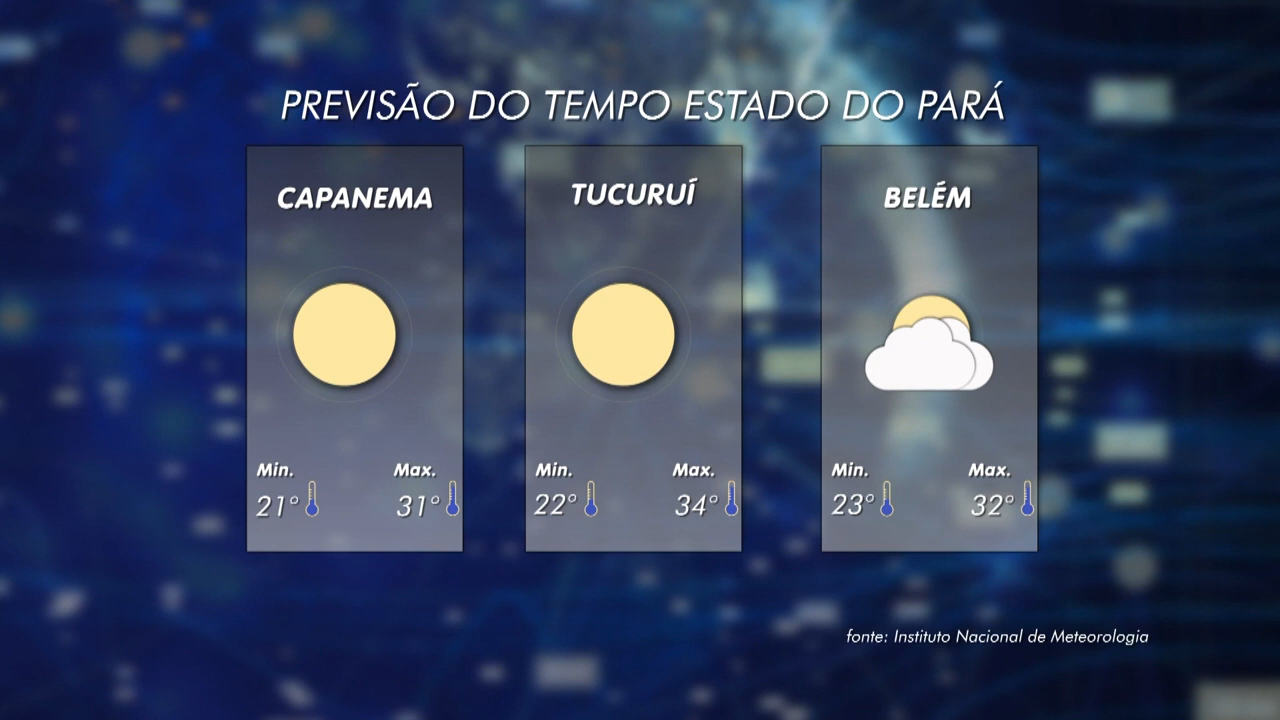 PREVISÃO DO TEMPO ESTADO DO PARÁ
CAPANEMA
Min. Max.
21° 31°
TUCURUÍ
Min. Max.
22° 34°
BELÉM
Min. Max.
23° 32°
fonte: Instituto Nacional de Meteorologia